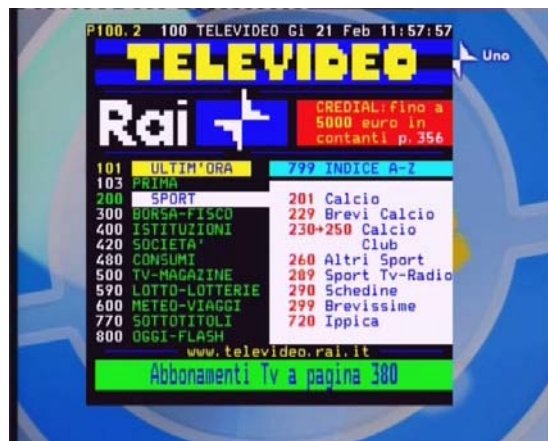 P100.2 100 TELEVIDEO Gi 21 Feb 11:57:57
TELEVIDEO
Uno
Rai
CREDIAL: fino a
5000 euro in
contanti p.356
101 ULTIM'ORA
103 PRIMA
200 SPORT
300 BORSA-FISCO
400 ISTITUZIONI
420 SOCIETA'
480 CONSUMI
500 TV-MAGAZINE
590 LOTTO-LOTTERIE
600 METEO-VIAGGI
770 SOTTOTITOLI
800 OGGI-FLASH
799 INDICE A-Z
201 Calcio
229 Brevi Calcio
230→250 Calcio
Club
260 Altri Sport
289 Sport Tv-Radio
290 Schedine
299 Brevissime
720 Ippica
www.televideo.rai.it
Abbonamenti Tv a pagina 380